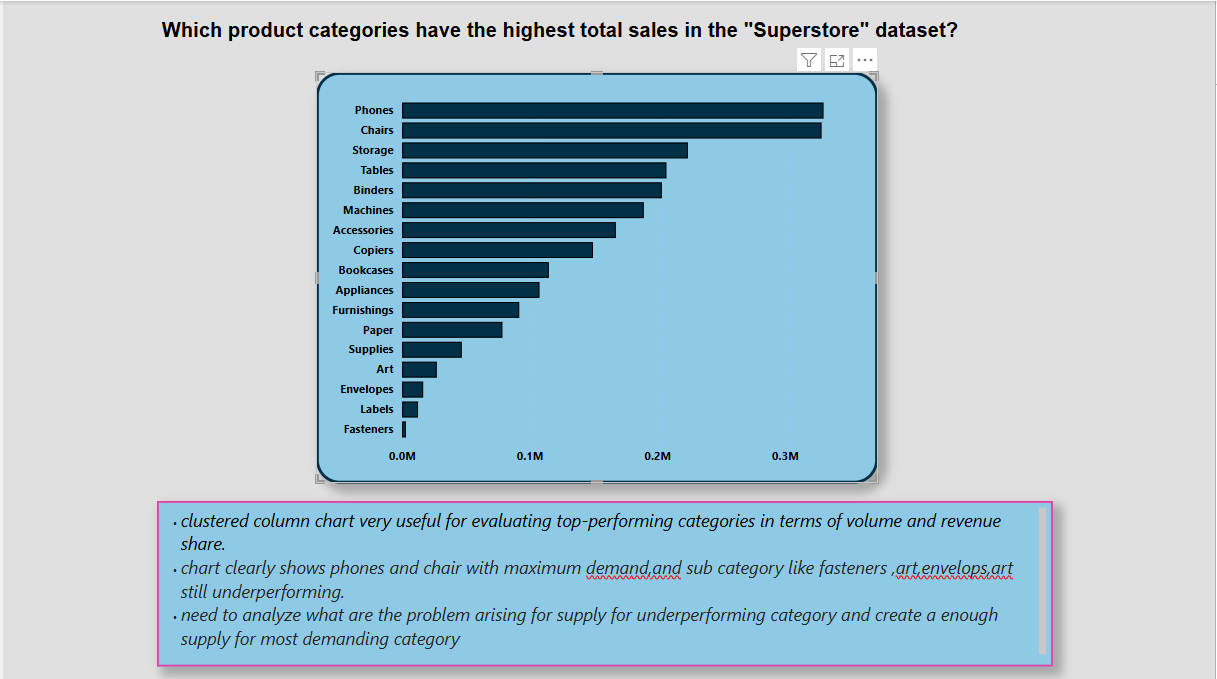 Which product categories have the highest total sales in the "Superstore" dataset?
Phones
Chairs
Storage
Tables
Binders
Machines
Accessories
Copiers
Bookcases
Appliances
Furnishings
Paper
Supplies
Art
Envelopes
Labels
Fasteners
0.0M 0.1M 0.2M 0.3M
• clustered column chart very useful for evaluating top-performing categories in terms of volume and revenue
share.
• chart clearly shows phones and chair with maximum demand,and sub category like fasteners ,art,envelops,art
still underperforming.
• need to analyze what are the problem arising for supply for underperforming category and create a enough
supply for most demanding category